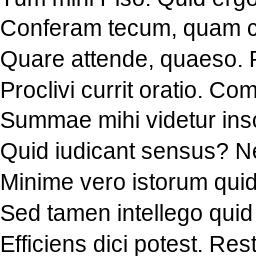 Tum mihi Piso: Quid ergo
Conferam tecum, quam c
Quare attende, quaeso.
Proclivi currit oratio. Com
Summae mihi videtur insc
Quid iudicant sensus? Ne
Minime vero istorum quid
Sed tamen intellego quid
Efficiens dici potest. Rest